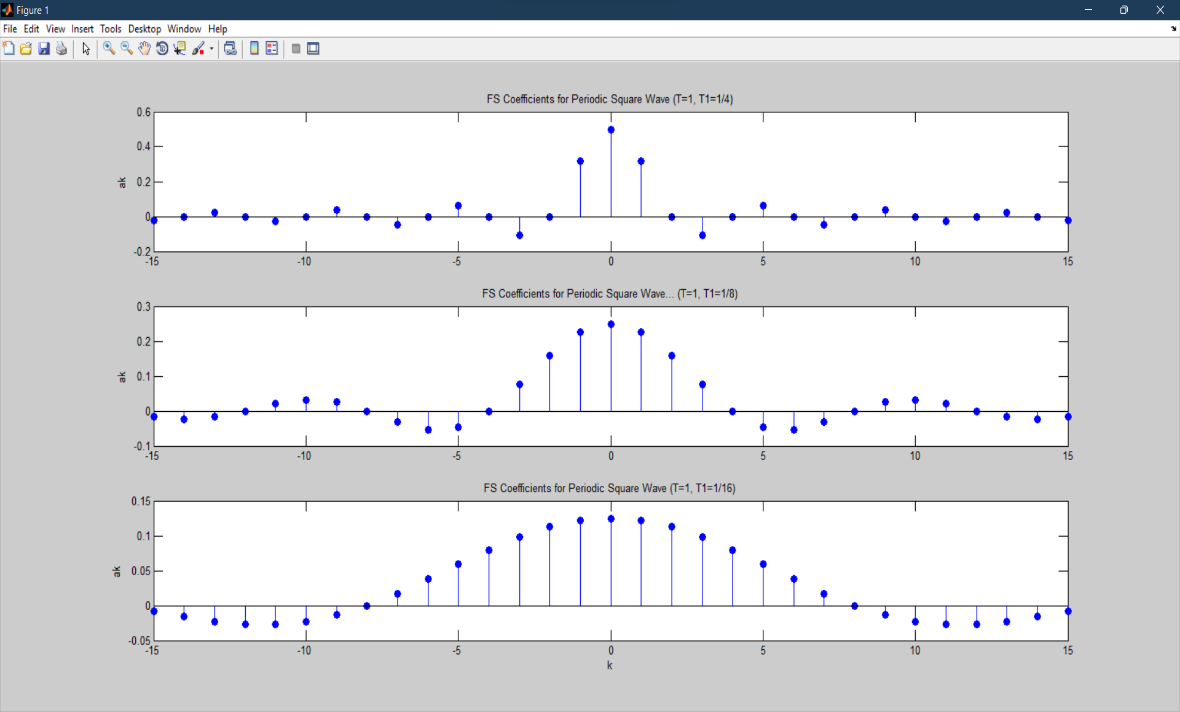 Figure 1
File Edit View Insert Tools Desktop Window Help
FS Coefficients for Periodic Square Wave (T=1, T1=1/4)
0.6
0.4
0.2
0
-0.2
ak
-15 -10 -5 0 5 10 15
FS Coefficients for Periodic Square Wave... (T=1, T1=1/8)
0.3
0.2
0.1
0
-0.1
ak
-15 -10 -5 0 5 10 15
FS Coefficients for Periodic Square Wave (T=1, T1=1/16)
0.15
0.1
0.05
0
-0.05
ak
-15 -10 -5 0 5 10 15
k